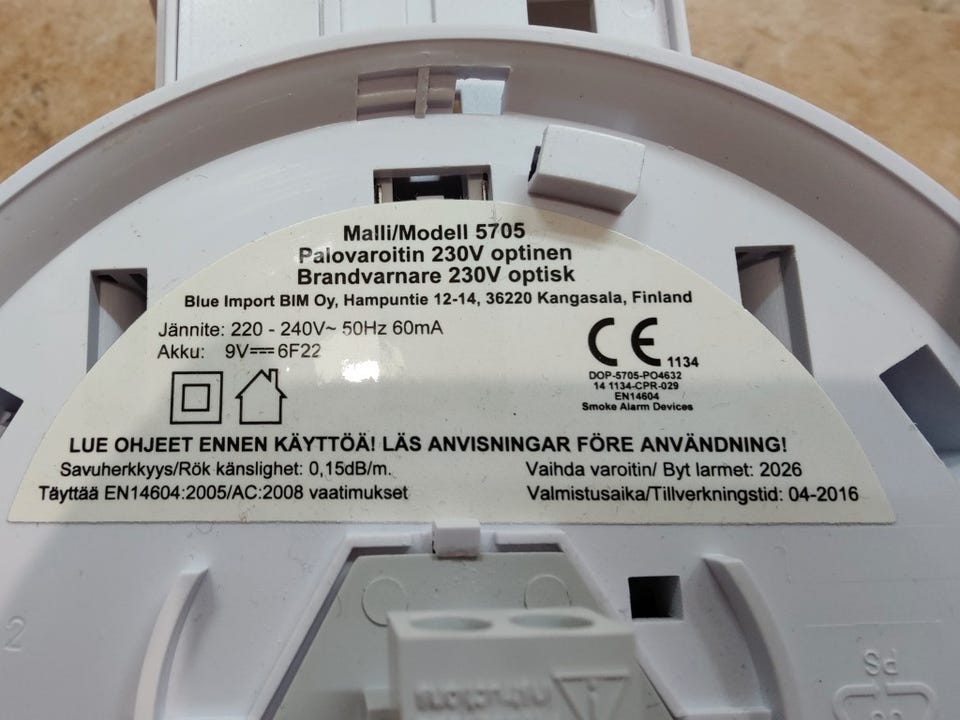 Malli/Modell 5705
Palovaroitin 230V optinen
Brandvarnare 230V optisk
Blue Import BIM Oy, Hampuntie 12-14, 36220 Kangasala, Finland
Jännite: 220 - 240V~ 50Hz 60mA
Akku: 9V⎓6F22
CE 1134
DOP-5705-PO4632
14 1134-CPR-029
EN14604
Smoke Alarm Devices
LUE OHJEET ENNEN KÄYTTÖÄ! LÄS ANVISNINGAR FÖRE ANVÄNDNING!
Savuherkkyys/Rök känslighet: 0,15dB/m.
Vaihda varoitin/ Byt larmet: 2026
Täyttää EN14604:2005/AC:2008 vaatimukset
Valmistusaika/Tillverkningstid: 04-2016
2
PS